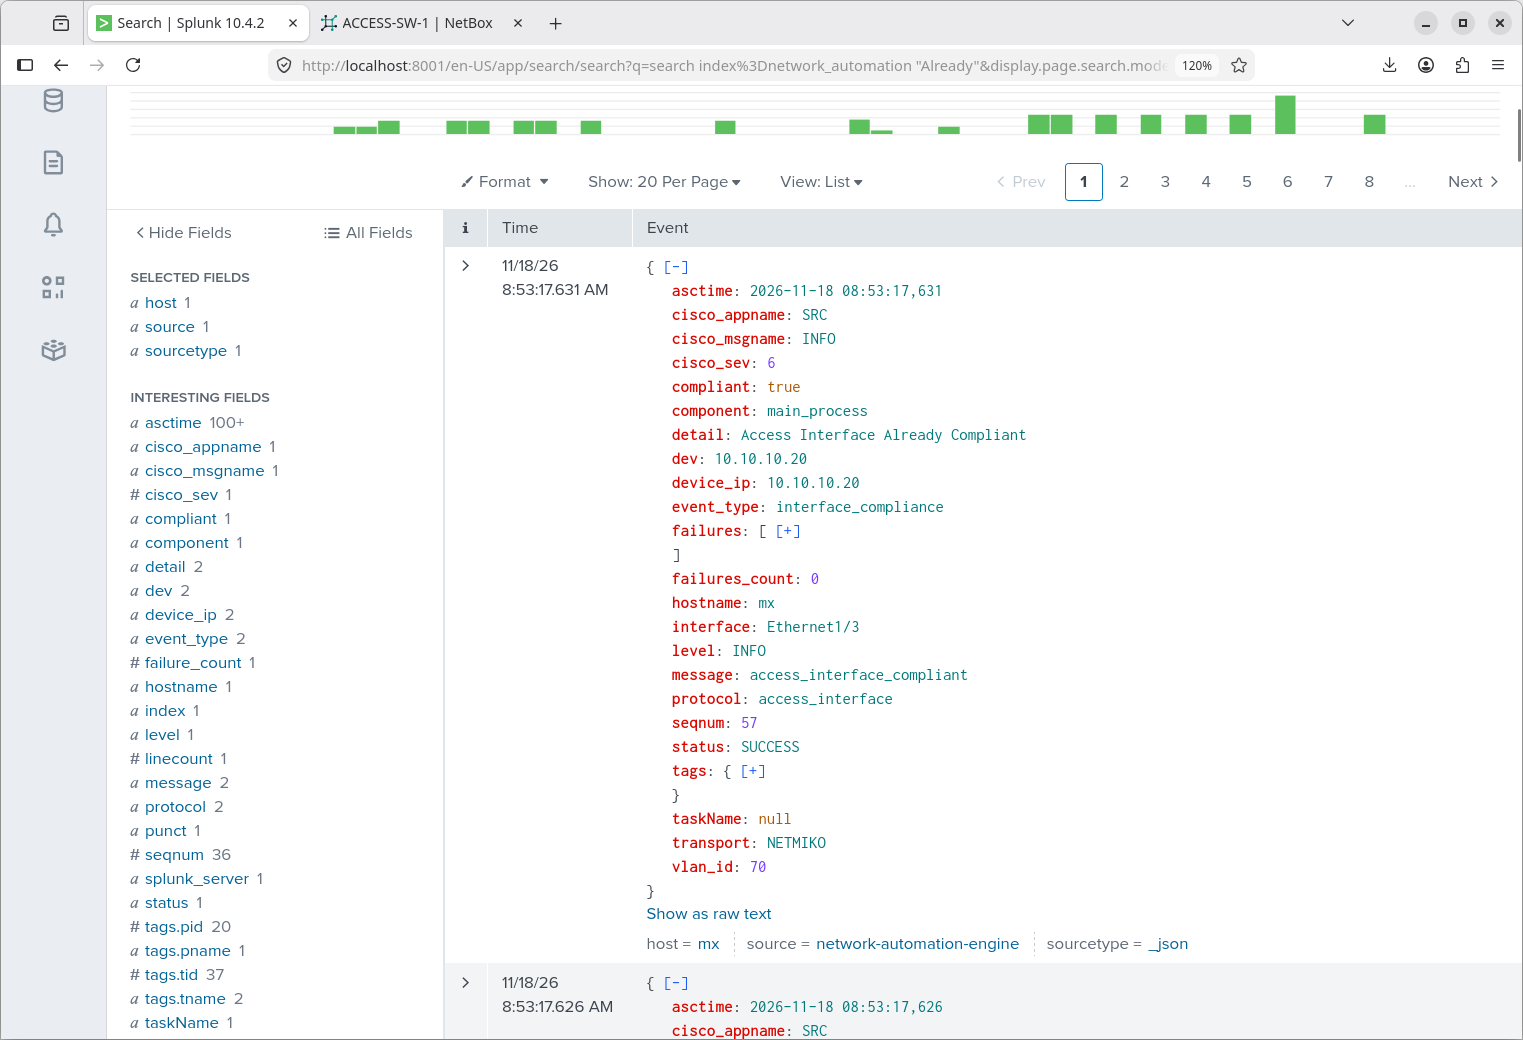 Search | Splunk 10.4.2
ACCESS-SW-1 | NetBox
http://localhost:8001/en-US/app/search/search?q=search index%3Dnetwork_automation "Already"&display.page.search.mode
120%
Format
Show: 20 Per Page
View: List
Prev 1 2 3 4 5 6 7 8 ... Next
Hide Fields
All Fields
i Time Event
SELECTED FIELDS
a host 1
a source 1
a sourcetype 1
INTERESTING FIELDS
a asctime 100+
a cisco_appname 1
a cisco_msgname 1
# cisco_sev 1
a compliant 1
a component 1
a detail 2
a dev 2
a device_ip 2
a event_type 2
# failure_count 1
a hostname 1
a index 1
a level 1
# linecount 1
a message 2
a protocol 2
a punct 1
# seqnum 36
a splunk_server 1
a status 1
# tags.pid 20
a tags.pname 1
# tags.tid 37
a tags.tname 2
a taskName 1
11/18/26
8:53:17.631 AM
{ [-]
asctime: 2026-11-18 08:53:17,631
cisco_appname: SRC
cisco_msgname: INFO
cisco_sev: 6
compliant: true
component: main_process
detail: Access Interface Already Compliant
dev: 10.10.10.20
device_ip: 10.10.10.20
event_type: interface_compliance
failures: [ [+]
]
failures_count: 0
hostname: mx
interface: Ethernet1/3
level: INFO
message: access_interface_compliant
protocol: access_interface
seqnum: 57
status: SUCCESS
tags: { [+]
}
taskName: null
transport: NETMIKO
vlan_id: 70
}
Show as raw text
host = mx
source = network-automation-engine
sourcetype = _json
11/18/26
8:53:17.626 AM
{ [-]
asctime: 2026-11-18 08:53:17,626
cisco_appname: SRC